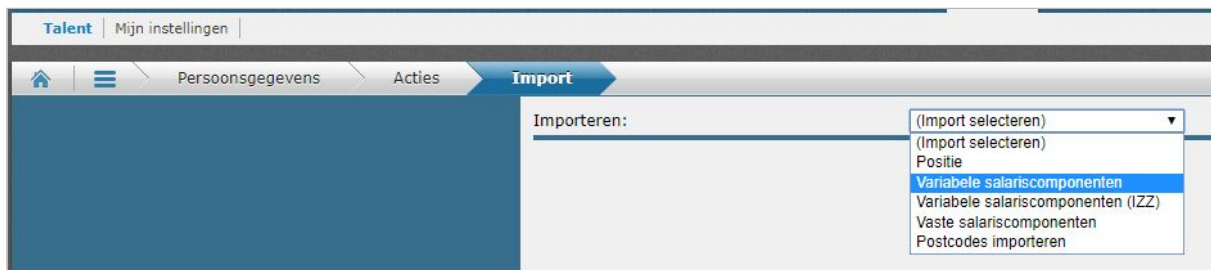 Talent Mijn instellingen
Persoonsgegevens Acties Import
Importeren: (Import selecteren)
(Import selecteren)
Positie
Variabele salariscomponenten
Variabele salariscomponenten (IZZ)
Vaste salariscomponenten
Postcodes importeren